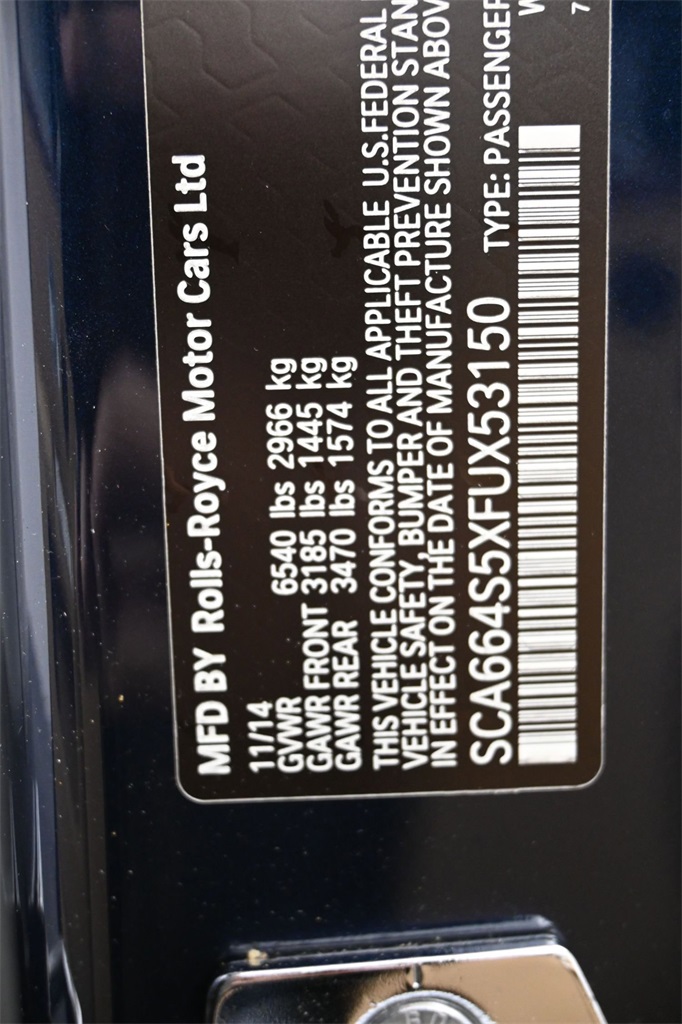 MFD BY Rolls-Royce Motor Cars Ltd
11/14
GVWR 6540 lbs 2966 kg
GAWR FRONT 3185 lbs 1445 kg
GAWR REAR 3470 lbs 1574 kg
THIS VEHICLE CONFORMS TO ALL APPLICABLE U.S.FEDERAL
VEHICLE SAFETY, BUMPER AND THEFT PREVENTION STAN
IN EFFECT ON THE DATE OF MANUFACTURE SHOWN ABOV
SCA664S5XFUX53150 TYPE: PASSENGER
7